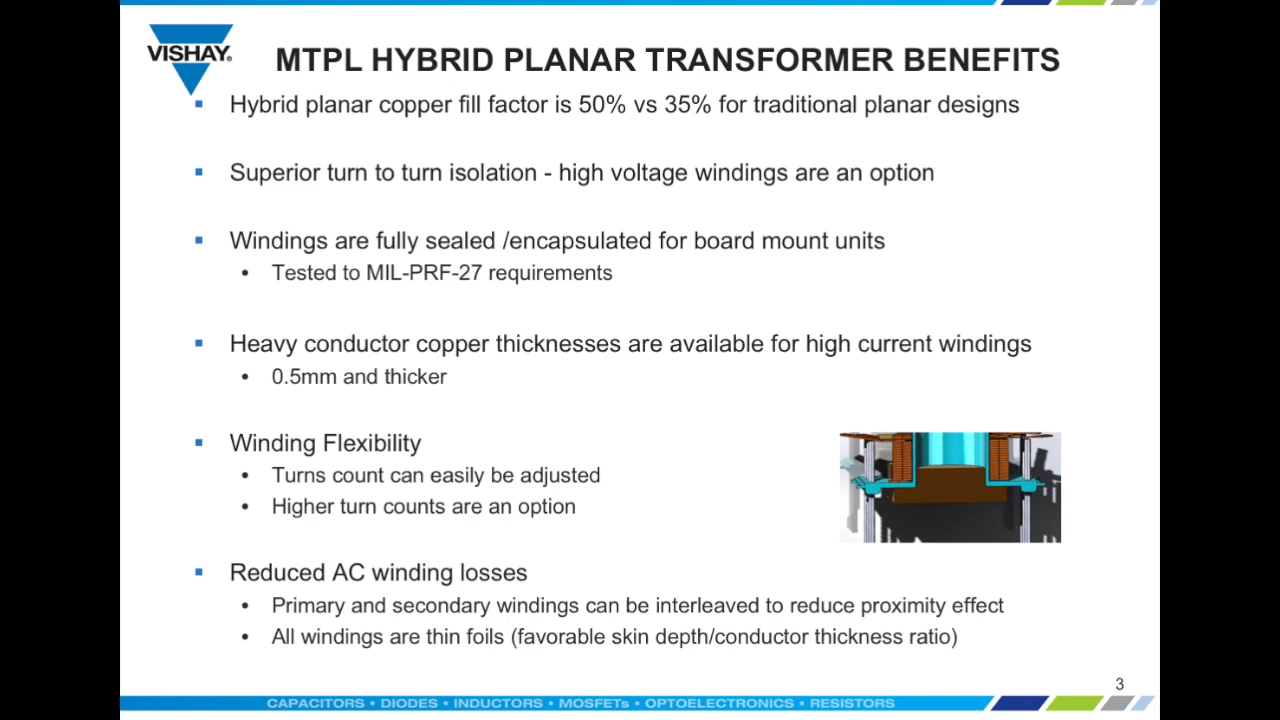 VISHAY®
MTPL HYBRID PLANAR TRANSFORMER BENEFITS
▪ Hybrid planar copper fill factor is 50% vs 35% for traditional planar designs
▪ Superior turn to turn isolation - high voltage windings are an option
▪ Windings are fully sealed /encapsulated for board mount units
• Tested to MIL-PRF-27 requirements
▪ Heavy conductor copper thicknesses are available for high current windings
• 0.5mm and thicker
▪ Winding Flexibility
• Turns count can easily be adjusted
• Higher turn counts are an option
▪ Reduced AC winding losses
• Primary and secondary windings can be interleaved to reduce proximity effect
• All windings are thin foils (favorable skin depth/conductor thickness ratio)
3
CAPACITORS • DIODES • INDUCTORS • MOSFETs • OPTOELECTRONICS • RESISTORS